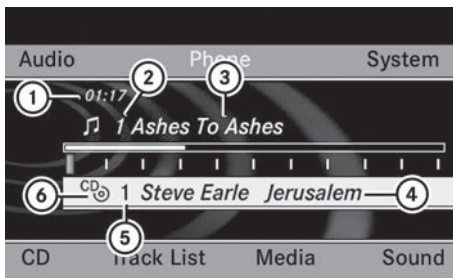 Audio Phone System
1 01:17 2 3
1 Ashes To Ashes
6 CD 1 Steve Earle Jerusalem 4
5
CD Track List Media Sound